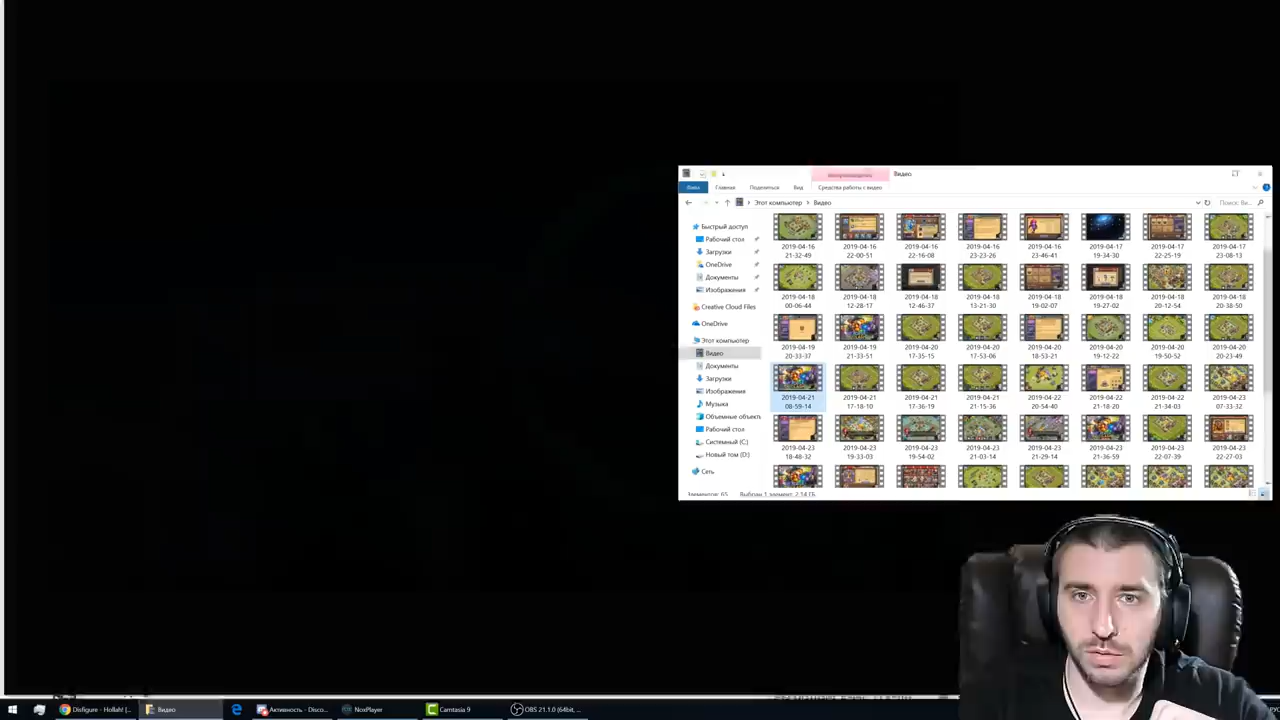 Видео
Файл Главная Поделиться Вид Средства работы с видео
Этот компьютер Видео Поиск: Ви...
Быстрый доступ
Рабочий стол
Загрузки
OneDrive
Документы
Изображения
Creative Cloud Files
OneDrive
Этот компьютер
Видео
Документы
Загрузки
Изображения
Музыка
Объемные объекты
Рабочий стол
Системный (C:)
Новый том (D:)
Сеть
2019-04-16 2019-04-16 2019-04-16 2019-04-16 2019-04-16 2019-04-17 2019-04-17 2019-04-17
21-32-49 22-00-51 22-16-08 23-23-26 23-46-41 19-34-30 22-25-19 23-08-13
2019-04-18 2019-04-18 2019-04-18 2019-04-18 2019-04-18 2019-04-18 2019-04-18 2019-04-18
00-06-44 12-28-17 12-46-37 13-21-30 19-02-07 19-27-02 20-12-54 20-38-50
2019-04-19 2019-04-19 2019-04-20 2019-04-20 2019-04-20 2019-04-20 2019-04-20 2019-04-20
20-33-37 21-33-51 17-35-15 17-53-06 18-53-21 19-12-22 19-50-52 20-23-49
2019-04-21 2019-04-21 2019-04-21 2019-04-21 2019-04-22 2019-04-22 2019-04-22 2019-04-23
08-59-14 17-18-10 17-36-19 21-15-36 20-54-40 21-18-20 21-34-03 07-33-32
2019-04-23 2019-04-23 2019-04-23 2019-04-23 2019-04-23 2019-04-23 2019-04-23 2019-04-23
18-48-32 19-33-03 19-54-02 21-03-14 21-29-14 21-36-59 22-07-39 22-27-03
Элементов: 65 Выбран 1 элемент: 2,14 ГБ
Disfigure - Hollah! [... Видео Активность - Disco... NoxPlayer Camtasia 9 OBS 21.1.0 (64bit, ... РУС